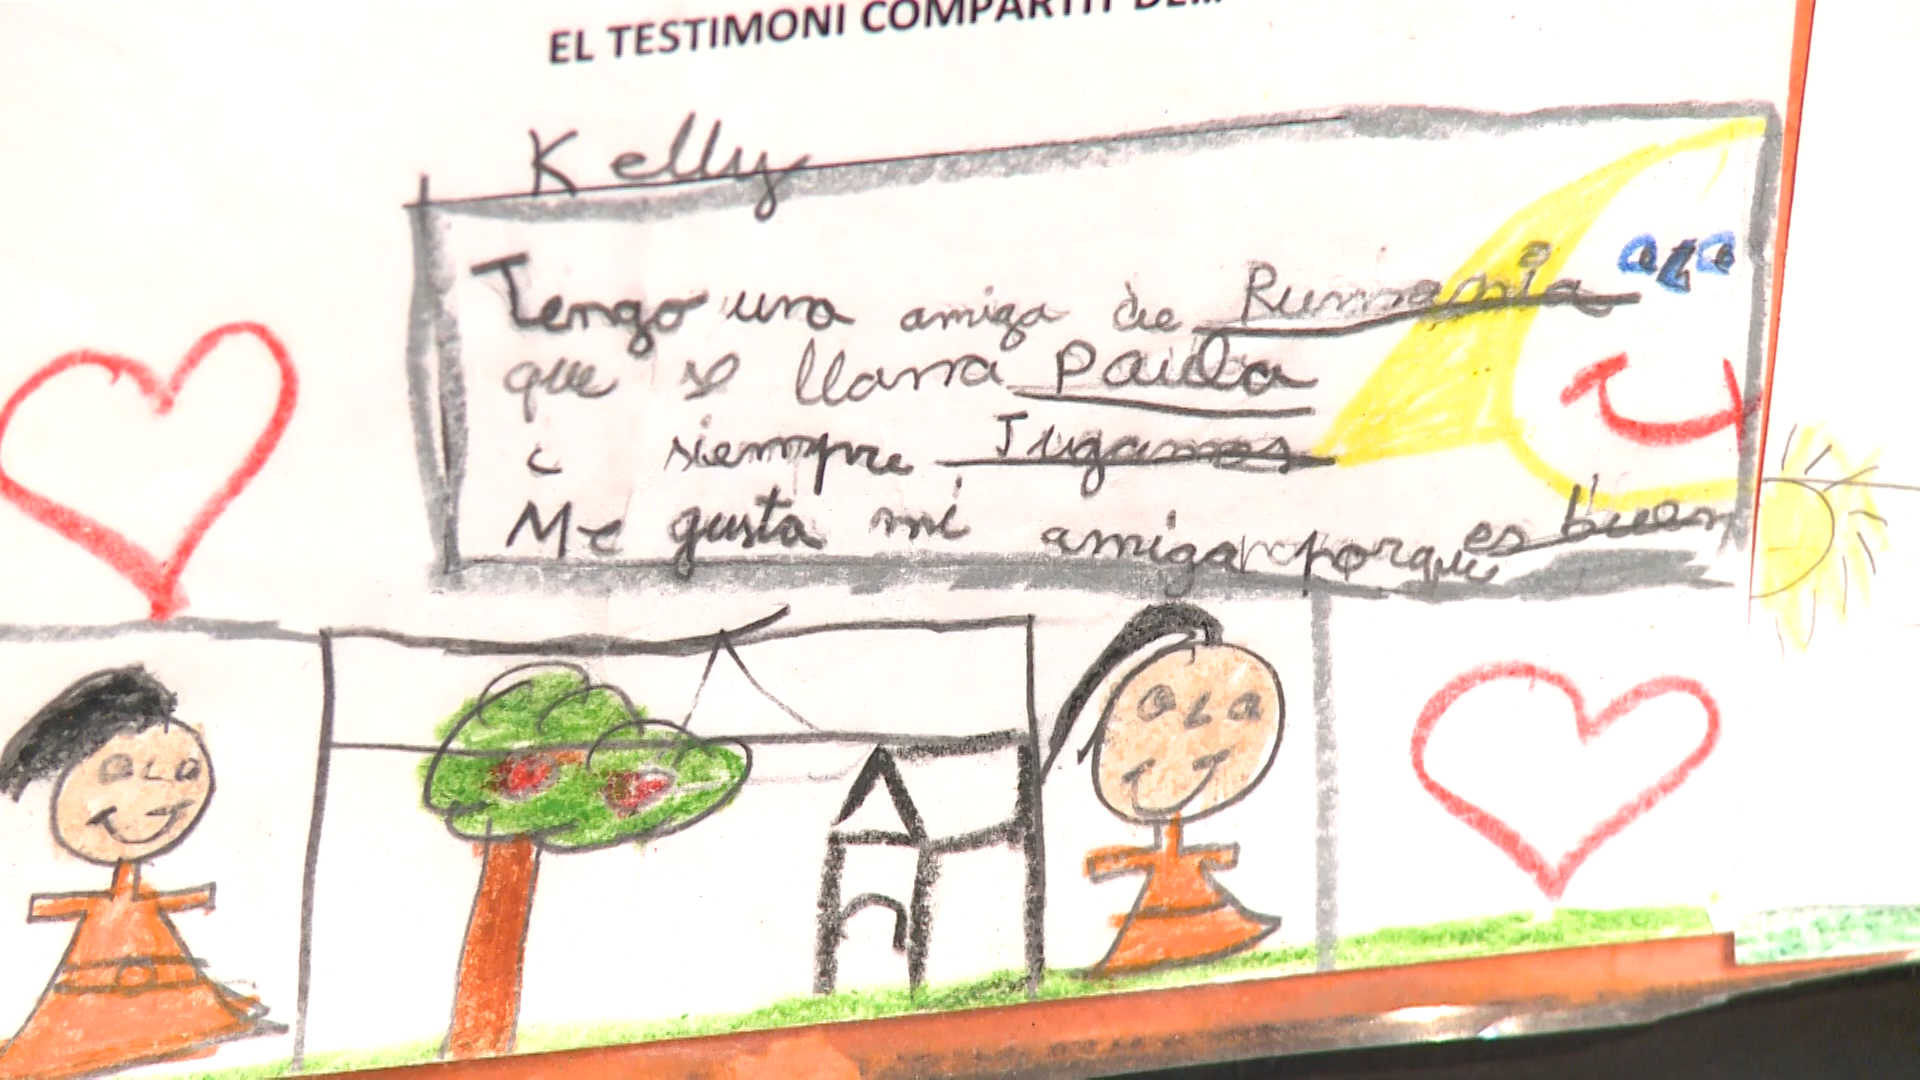 EL TESTIMONI COMPARTIT DE...
Kelly
Tengo una amiga de Rumania
que se llama Paula
i siempre Jugamos
Me gusta mi amiga porque es buen